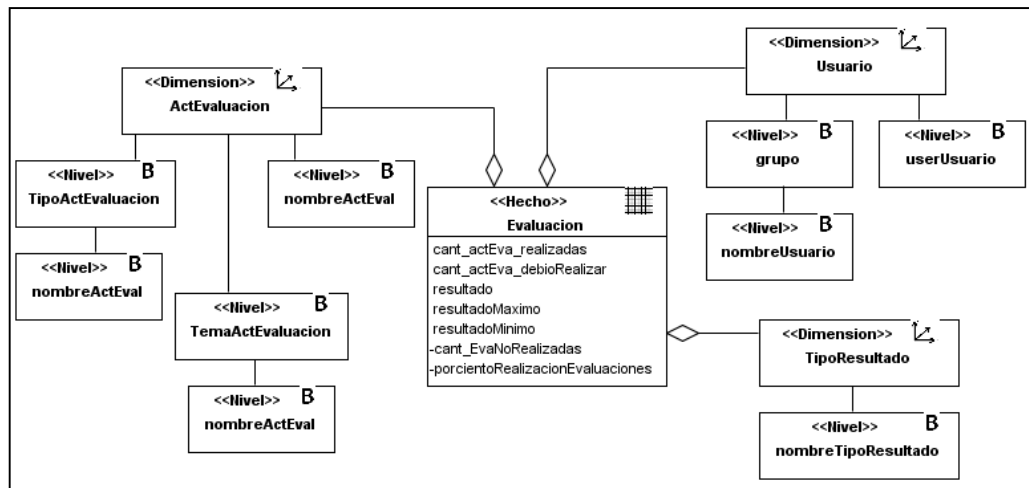 <<Dimension>>
ActEvaluacion
<<Nivel>> B
TipoActEvaluacion
<<Nivel>> B
nombreActEval
<<Nivel>> B
TemaActEvaluacion
<<Nivel>> B
nombreActEval
<<Nivel>> B
nombreActEval
<<Hecho>>
Evaluacion
cant_actEva_realizadas
cant_actEva_debioRealizar
resultado
resultadoMaximo
resultadoMinimo
-cant_EvaNoRealizadas
-porcientoRealizacionEvaluaciones
<<Dimension>>
Usuario
<<Nivel>> B
grupo
<<Nivel>> B
nombreUsuario
<<Nivel>> B
userUsuario
<<Dimension>>
TipoResultado
<<Nivel>> B
nombreTipoResultado